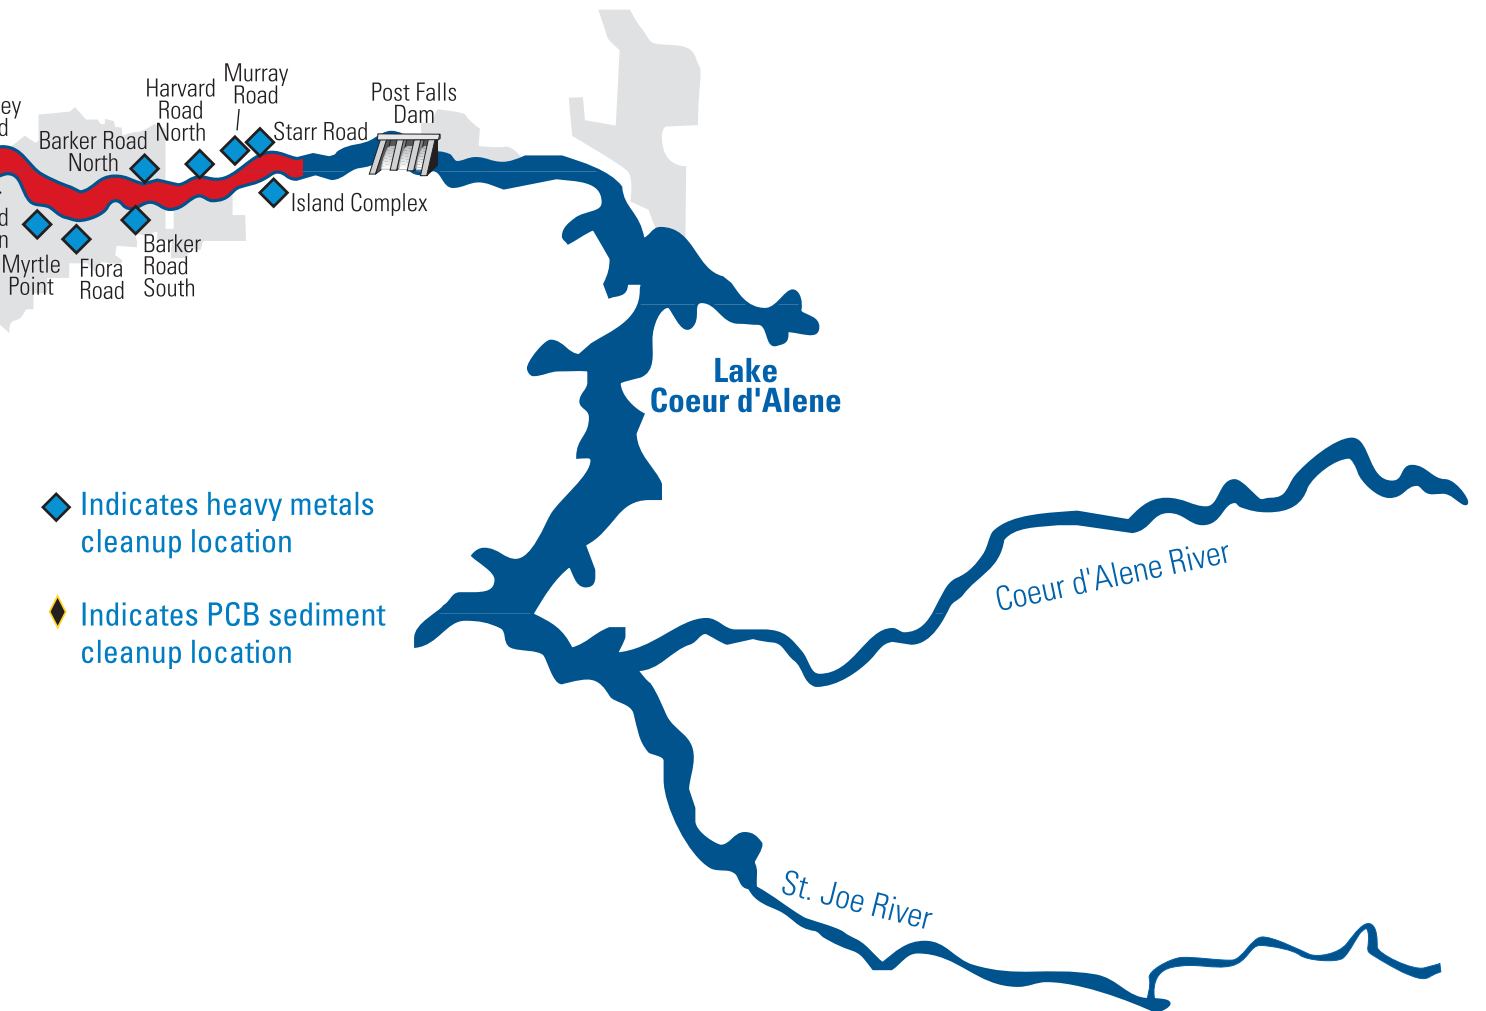 Murray
Road
Harvard
Road
North
Post Falls
Dam
Barker Road
North
Starr Road
Island Complex
Myrtle
Point
Flora
Road
Barker
Road
South
Lake
Coeur d'Alene
Indicates heavy metals
cleanup location
Indicates PCB sediment
cleanup location
Coeur d'Alene River
St. Joe River